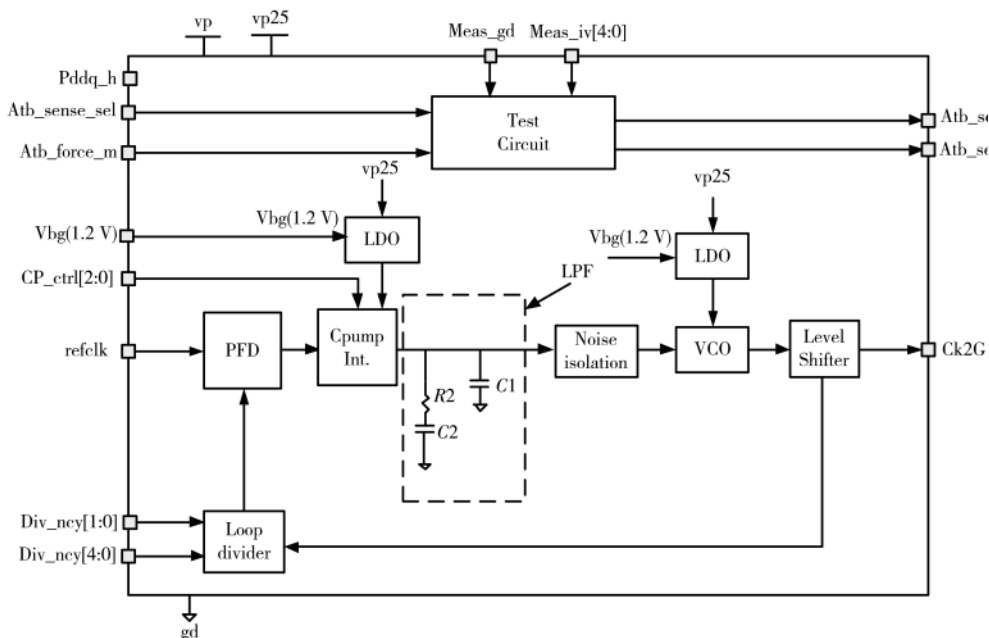 vp
vp25
Meas_gd
Meas_iv[4:0]
Pddq_h
Atb_sense_sel
Atb_force_m
Test
Circuit
Atb_se
Atb_se
vp25
vp25
Vbg(1.2 V)
Vbg(1.2 V)
LDO
Vbg(1.2 V)
LDO
CP_ctrl[2:0]
LPF
refclk
PFD
Cpump
Int.
Noise
isolation
VCO
Level
Shifter
Ck2G
R2
C1
C2
Div_ncy[1:0]
Div_ncy[4:0]
Loop
divider
gd